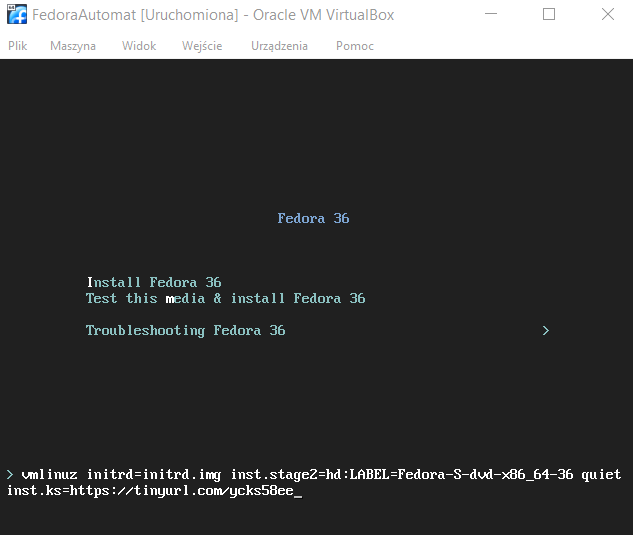 FedoraAutomat [Uruchomiona] - Oracle VM VirtualBox
Plik Maszyna Widok Wejście Urządzenia Pomoc
Fedora 36
Install Fedora 36
Test this media & install Fedora 36
Troubleshooting Fedora 36 >
> vmlinuz initrd=initrd.img inst.stage2=hd:LABEL=Fedora-S-dvd-x86_64-36 quiet
inst.ks=https://tinyurl.com/ycks58ee_